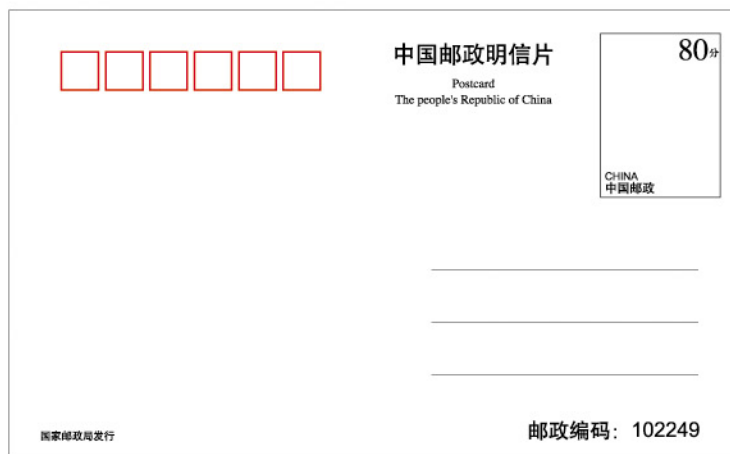 中国邮政明信片
Postcard
The people's Republic of China
80分
CHINA
中国邮政
国家邮政局发行
邮政编码：102249